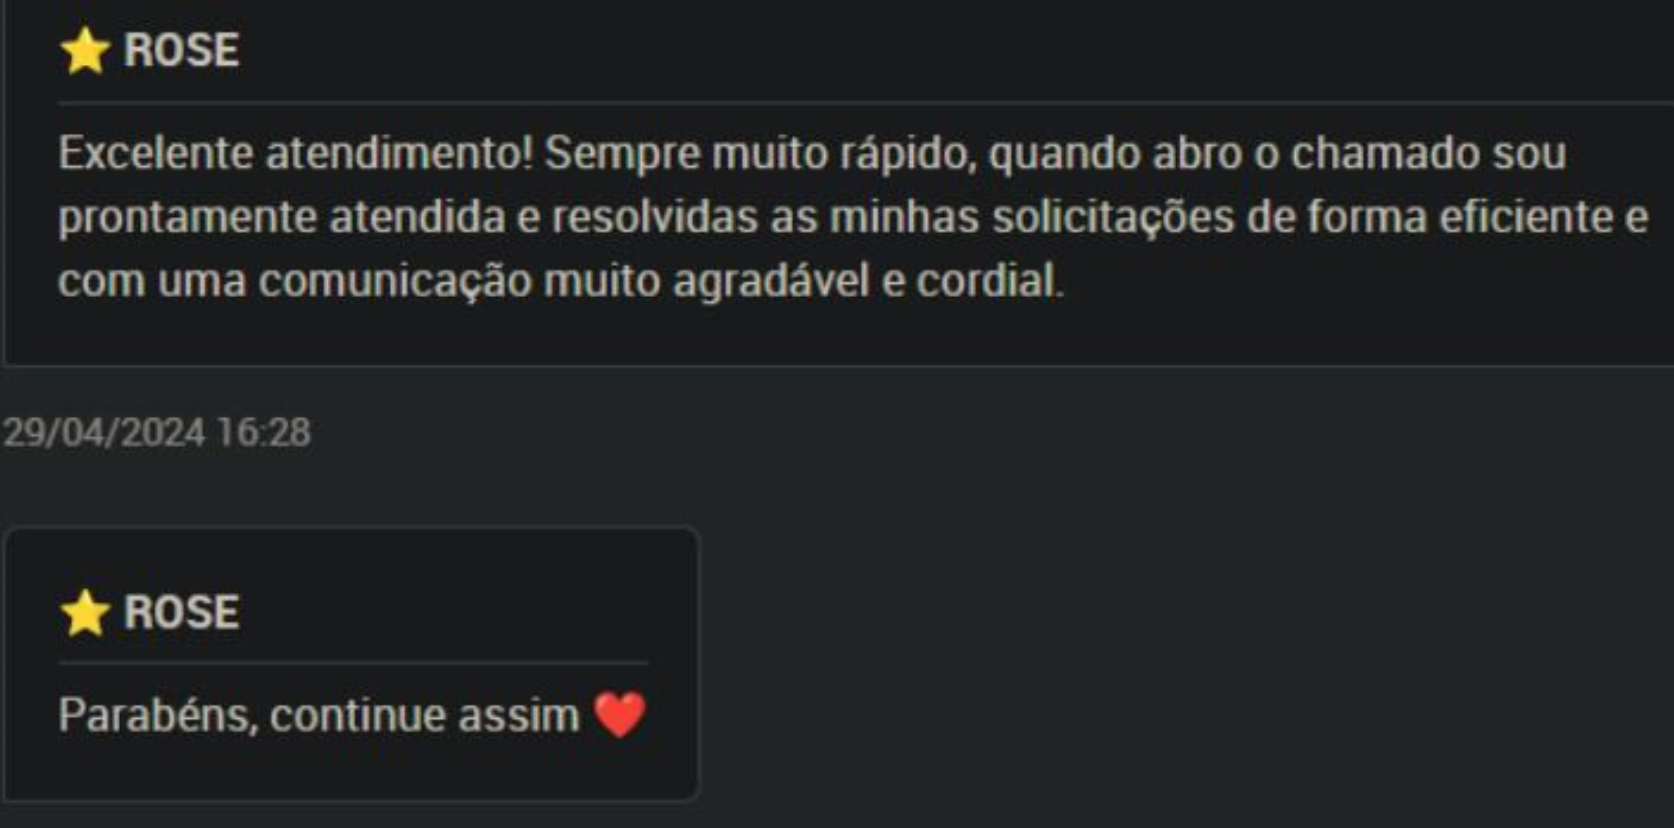 ⭐ ROSE
Excelente atendimento! Sempre muito rápido, quando abro o chamado sou
prontamente atendida e resolvidas as minhas solicitações de forma eficiente e
com uma comunicação muito agradável e cordial.
29/04/2024 16:28
⭐ ROSE
Parabéns, continue assim ❤️